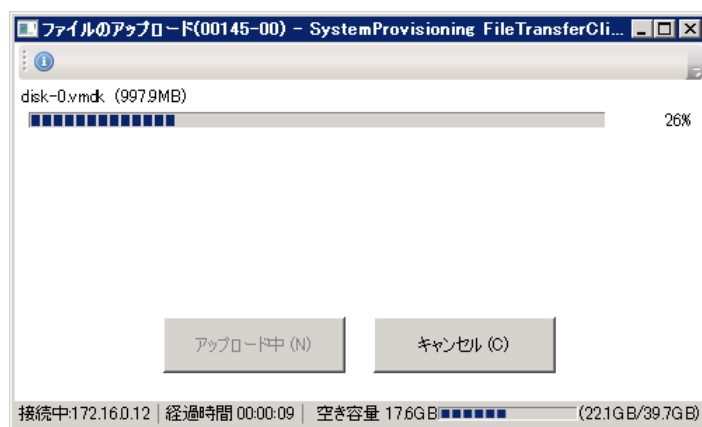 ファイルのアップロード(00145-00) - SystemProvisioning FileTransferCli...
disk-0.vmdk (997.9MB)
26%
アップロード中 (N) キャンセル (C)
接続中:172.16.0.12 経過時間 00:00:09 空き容量 17.6GB (22.1GB/39.7GB)